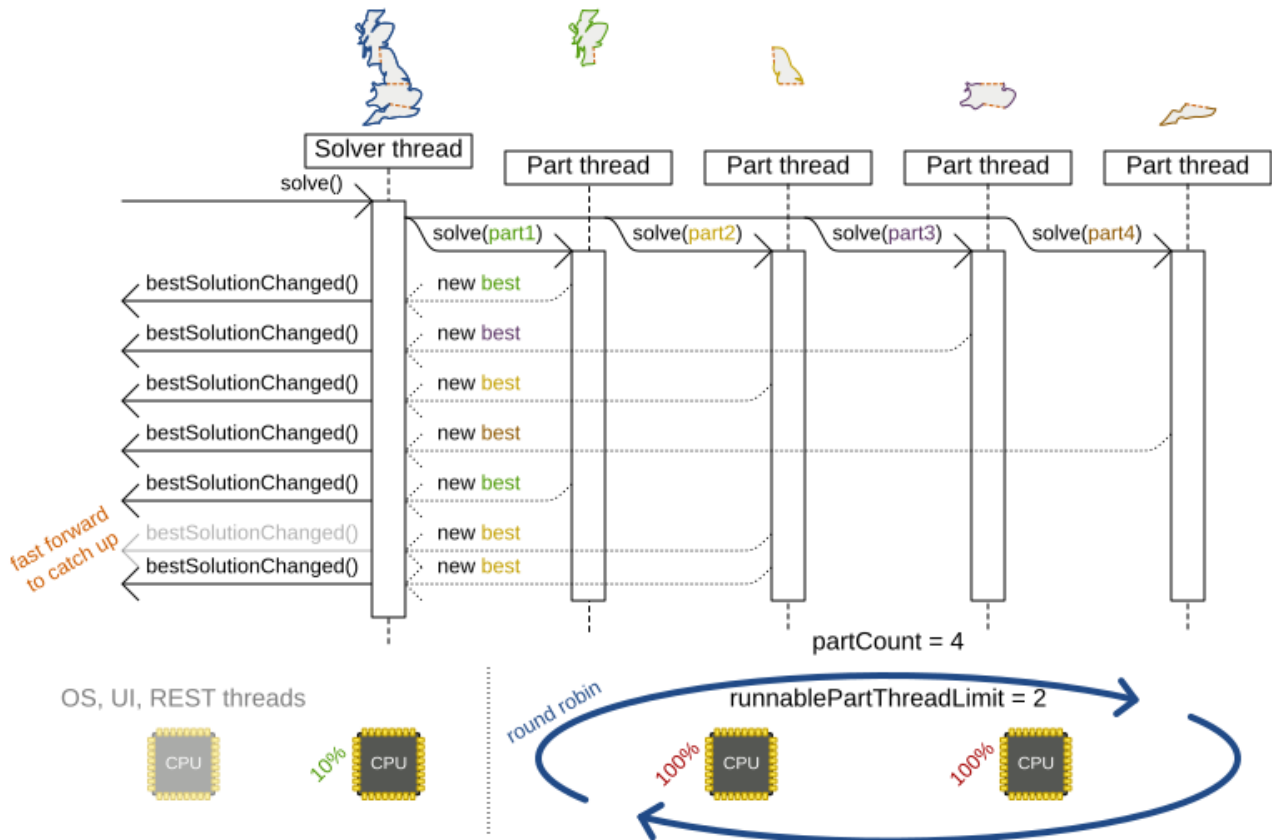 Solver thread
Part thread
Part thread
Part thread
Part thread
solve()
solve(part1)
solve(part2)
solve(part3)
solve(part4)
bestSolutionChanged()
new best
bestSolutionChanged()
new best
bestSolutionChanged()
new best
bestSolutionChanged()
new best
bestSolutionChanged()
new best
bestSolutionChanged()
new best
fast forward
to catch up
bestSolutionChanged()
new best
partCount = 4
OS, UI, REST threads
round robin
runnablePartThreadLimit = 2
CPU
10%
CPU
100%
CPU
100%
CPU